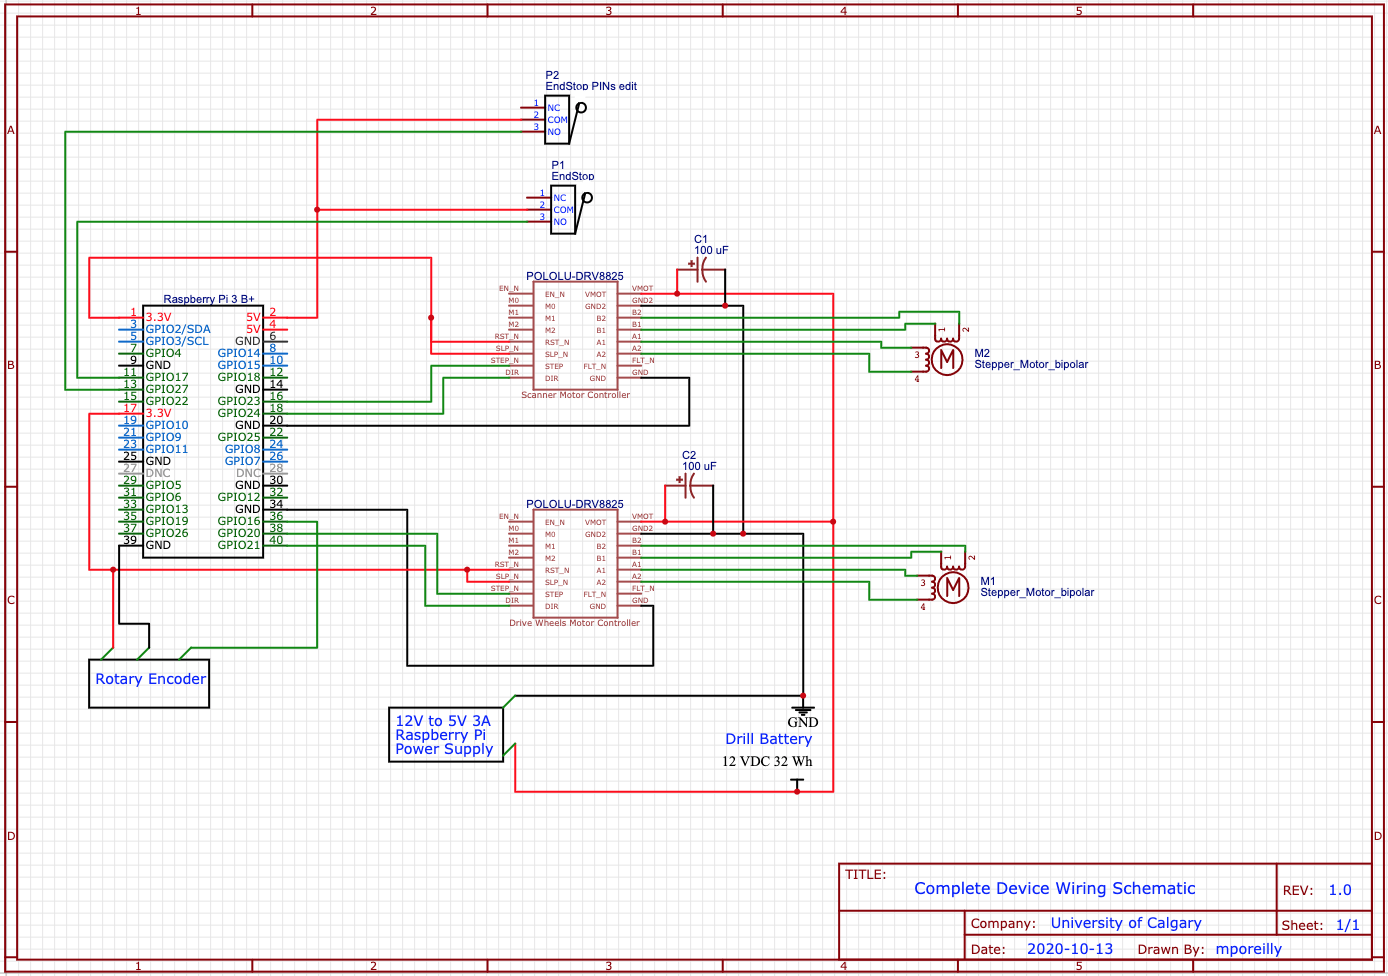 1 2 3 4 5
A A
B B
C C
D D
P2
EndStop PINs edit
1 NC
2 COM
3 NO
P1
EndStop
1 NC
2 COM
3 NO
C1
100 uF
Raspberry Pi 3 B+
1 3.3V 5V 2
3 GPIO2/SDA 5V 4
5 GPIO3/SCL GND 6
7 GPIO4 GPIO14 8
9 GND GPIO15 10
11 GPIO17 GPIO18 12
13 GPIO27 GND 14
15 GPIO22 GPIO23 16
17 3.3V GPIO24 18
19 GPIO10 GND 20
21 GPIO9 GPIO25 22
23 GPIO11 GPIO8 24
25 GND GPIO7 26
27 DNC DNC 28
29 GPIO5 GND 30
31 GPIO6 GPIO12 32
33 GPIO13 GND 34
35 GPIO19 GPIO16 36
37 GPIO26 GPIO20 38
39 GND GPIO21 40
POLOLU-DRV8825
EN_N EN_N VMOT VMOT
M0 M0 GND2 GND2
M1 M1 B2 B2
M2 M2 B1 B1
RST_N RST_N A1 A1
SLP_N SLP_N A2 A2
STEP_N STEP FLT_N FLT_N
DIR DIR GND GND
Scanner Motor Controller
1 2
3
4
M
M2
Stepper_Motor_bipolar
C2
100 uF
POLOLU-DRV8825
EN_N EN_N VMOT VMOT
M0 M0 GND2 GND2
M1 M1 B2 B2
M2 M2 B1 B1
RST_N RST_N A1 A1
SLP_N SLP_N A2 A2
STEP_N STEP FLT_N FLT_N
DIR DIR GND GND
Drive Wheels Motor Controller
1 2
3
4
M
M1
Stepper_Motor_bipolar
Rotary Encoder
12V to 5V 3A
Raspberry Pi
Power Supply
GND
Drill Battery
12 VDC 32 Wh
TITLE:
Complete Device Wiring Schematic
REV: 1.0
Company: University of Calgary
Sheet: 1/1
Date: 2020-10-13 Drawn By: mporeilly
1 2 3 4 5